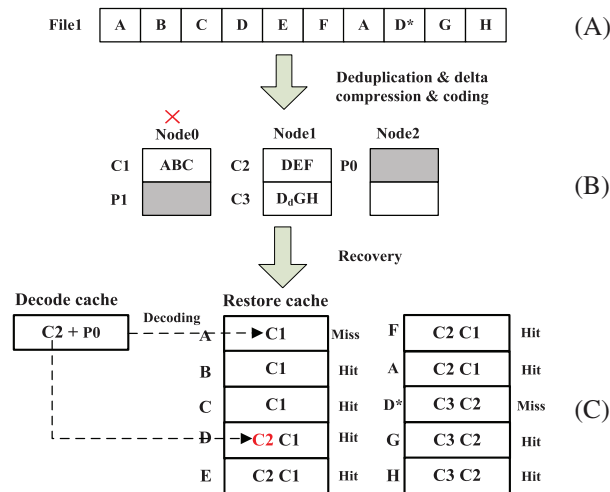 File1 A B C D E F A D* G H (A)
Deduplication & delta
compression & coding
Node0 Node1 Node2
C1 ABC C2 DEF P0
P1 C3 DdGH
(B)
Recovery
Decode cache Restore cache
C2 + P0 Decoding A C1 Miss F C2 C1 Hit
B C1 Hit A C2 C1 Hit
C C1 Hit D* C3 C2 Miss (C)
D C2 C1 Hit G C3 C2 Hit
E C2 C1 Hit H C3 C2 Hit